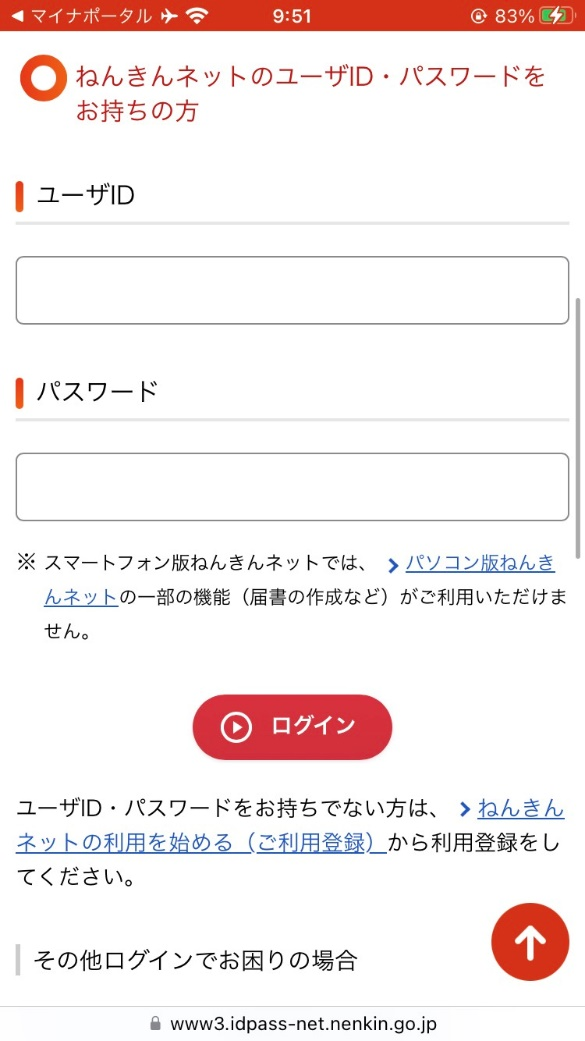 マイナポータル 9:51 83%
ねんきんネットのユーザID・パスワードを
お持ちの方
ユーザID
パスワード
※ スマートフォン版ねんきんネットでは、 パソコン版ねんき
んネットの一部の機能（届書の作成など）がご利用いただけま
せん。
ログイン
ユーザID・パスワードをお持ちでない方は、 ねんきん
ネットの利用を始める（ご利用登録）から利用登録をし
てください。
その他ログインでお困りの場合
www3.idpass-net.nenkin.go.jp